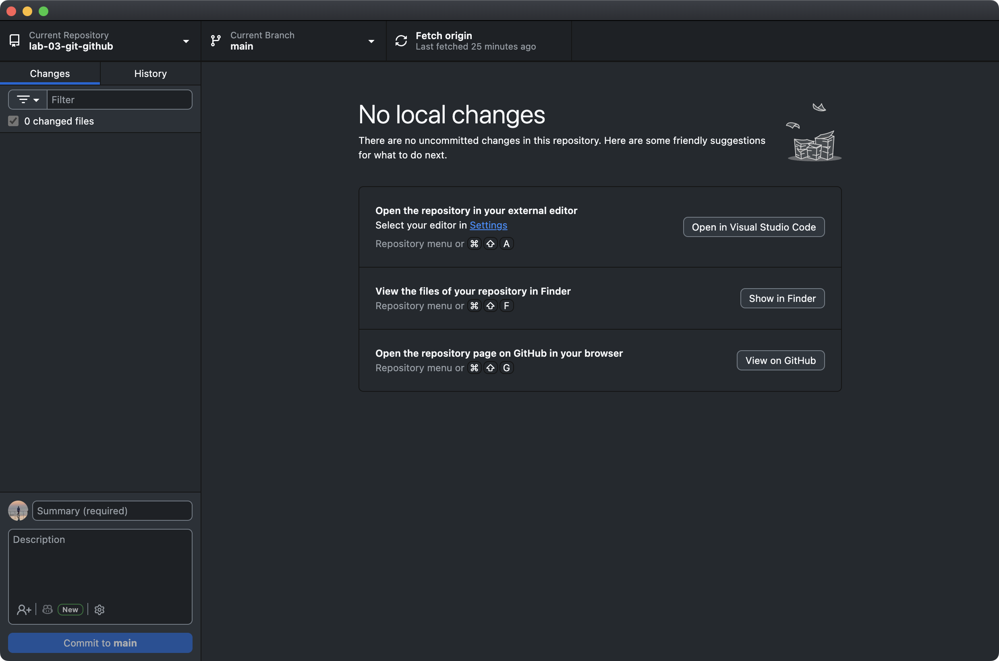 Current Repository
lab-03-git-github
Current Branch
main
Fetch origin
Last fetched 25 minutes ago
Changes
History
Filter
0 changed files
No local changes
There are no uncommitted changes in this repository. Here are some friendly suggestions
for what to do next.
Open the repository in your external editor
Select your editor in Settings
Repository menu or ⌘ ⇧ A
Open in Visual Studio Code
View the files of your repository in Finder
Repository menu or ⌘ ⇧ F
Show in Finder
Open the repository page on GitHub in your browser
Repository menu or ⌘ ⇧ G
View on GitHub
Summary (required)
Description
New
Commit to main